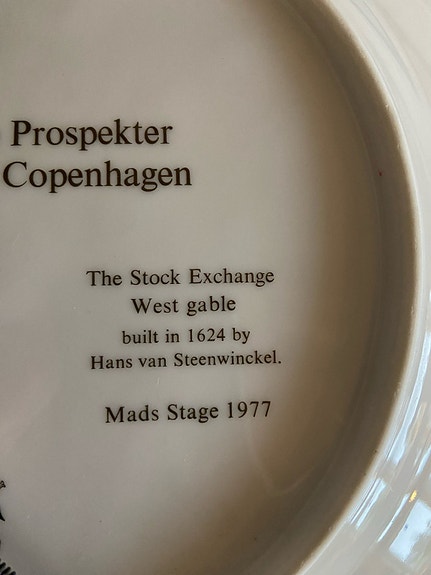 Prospekter
Copenhagen
The Stock Exchange
West gable
built in 1624 by
Hans van Steenwinckel.
Mads Stage 1977